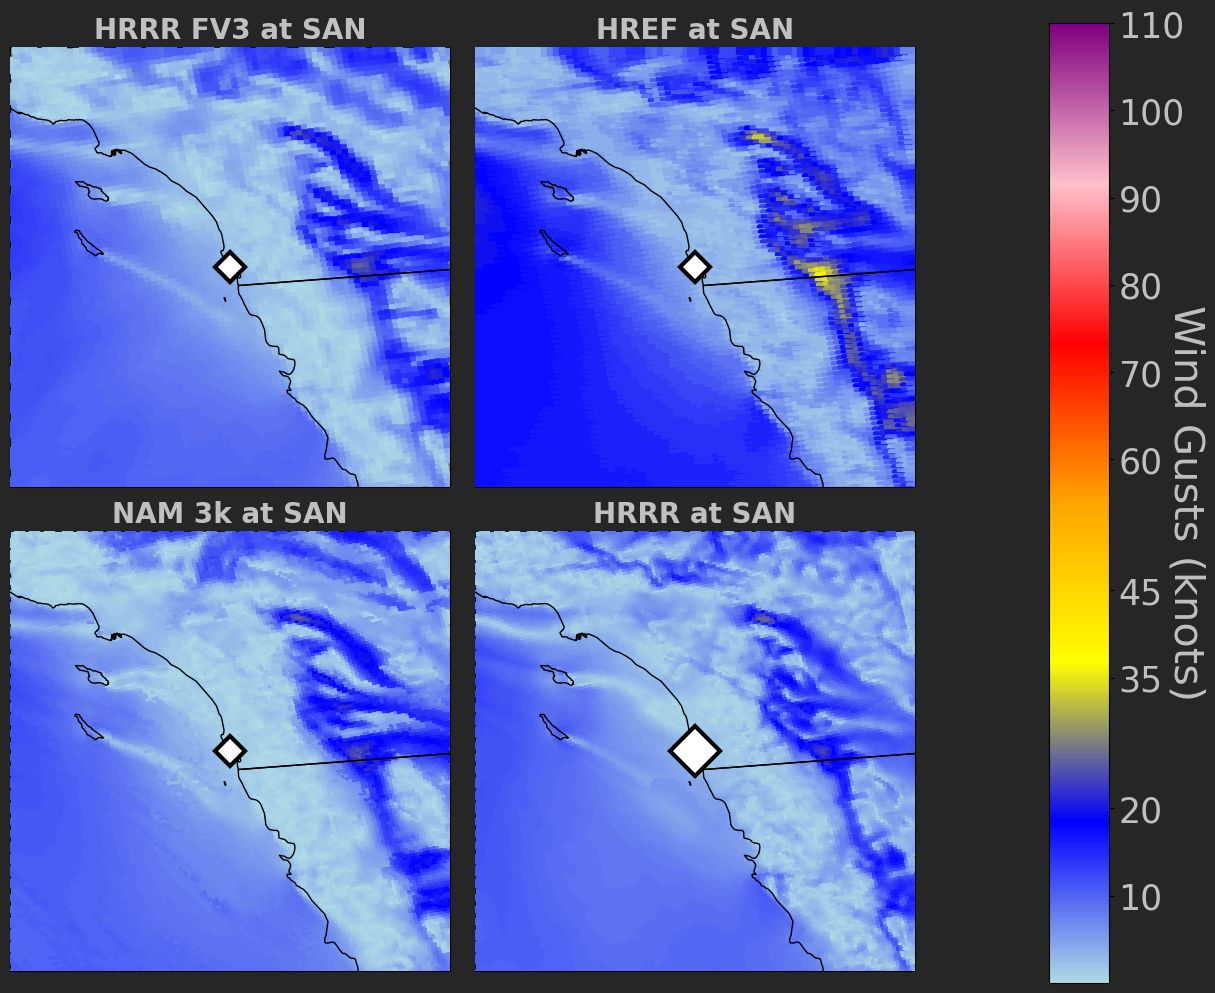 HRRR FV3 at SAN
HREF at SAN
NAM 3k at SAN
HRRR at SAN
110
100
90
80
70
60
45
35
20
10
Wind Gusts (knots)